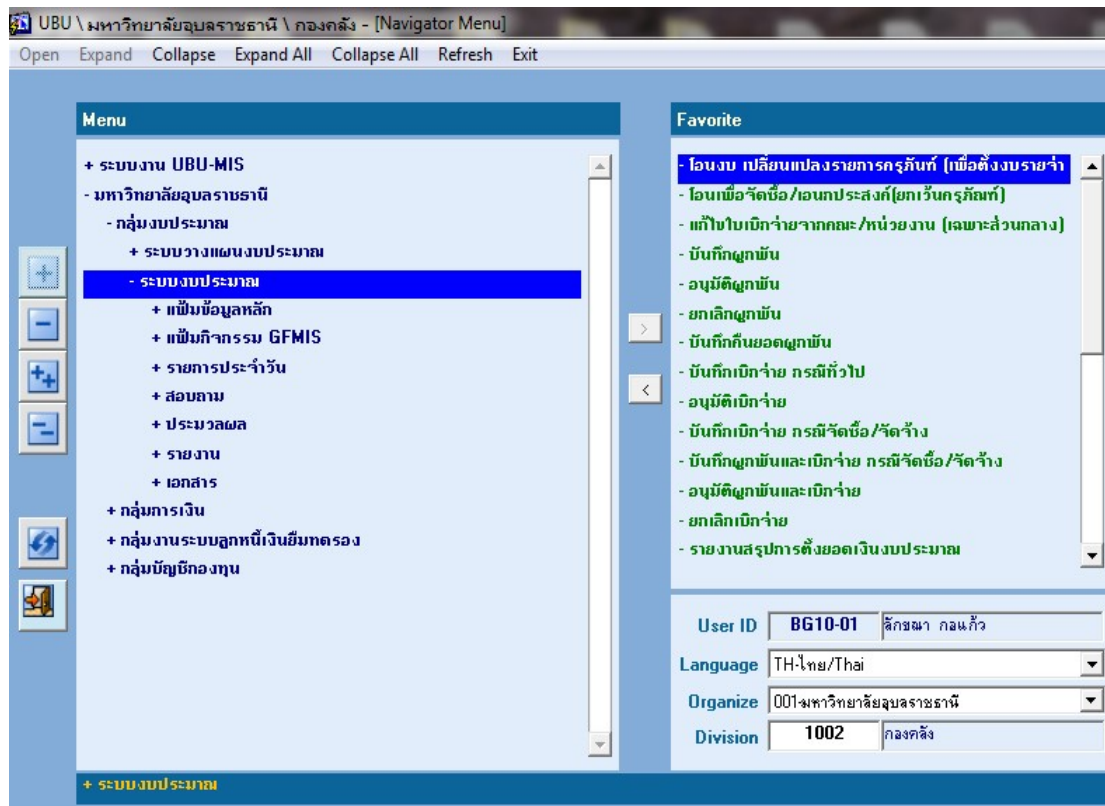 UBU \ มหาวิทยาลัยอุบลราชธานี \ กองคลัง - [Navigator Menu]
Open Expand Collapse Expand All Collapse All Refresh Exit
Menu
+ ระบบงาน UBU-MIS
- มหาวิทยาลัยอุบลราชธานี
- กลุ่มงบประมาณ
+ ระบบวางแผนงบประมาณ
- ระบบงบประมาณ
+ แฟ้มข้อมูลหลัก
+ แฟ้มกิจกรรม GFMIS
+ รายการประจำวัน
+ สอบถาม
+ ประมวลผล
+ รายงาน
+ เอกสาร
+ กลุ่มการเงิน
+ กลุ่มงานระบบลูกหนี้เงินยืมทดรอง
+ กลุ่มบัญชีกองทุน
Favorite
- โอนงบ เปลี่ยนแปลงรายการครุภันท์ (เพื่อตั้งงบรายจ่า
- โอนเพื่อจัดซื้อ/เอนกประสงค์(ยกเว้นครุภัณฑ์)
- แก้ไขใบเบิกจ่ายจากคณะ/หน่วยงาน (เฉพาะส่วนกลาง)
- บันทึกผูกพัน
- อนุมัติผูกพัน
- ยกเลิกผูกพัน
- บันทึกคืนยอดผูกพัน
- บันทึกเบิกจ่าย กรณีทั่วไป
- อนุมัติเบิกจ่าย
- บันทึกเบิกจ่าย กรณีจัดซื้อ/จัดจ้าง
- บันทึกผูกพันและเบิกจ่าย กรณีจัดซื้อ/จัดจ้าง
- อนุมัติผูกพันและเบิกจ่าย
- ยกเลิกเบิกจ่าย
- รายงานสรุปการตั้งยอดเงินงบประมาณ
User ID BG10-01 ลักขณา กอแก้ว
Language TH-ไทย/Thai
Organize 001-มหาวิทยาลัยอุบลราชธานี
Division 1002 กองคลัง
+ ระบบงบประมาณ